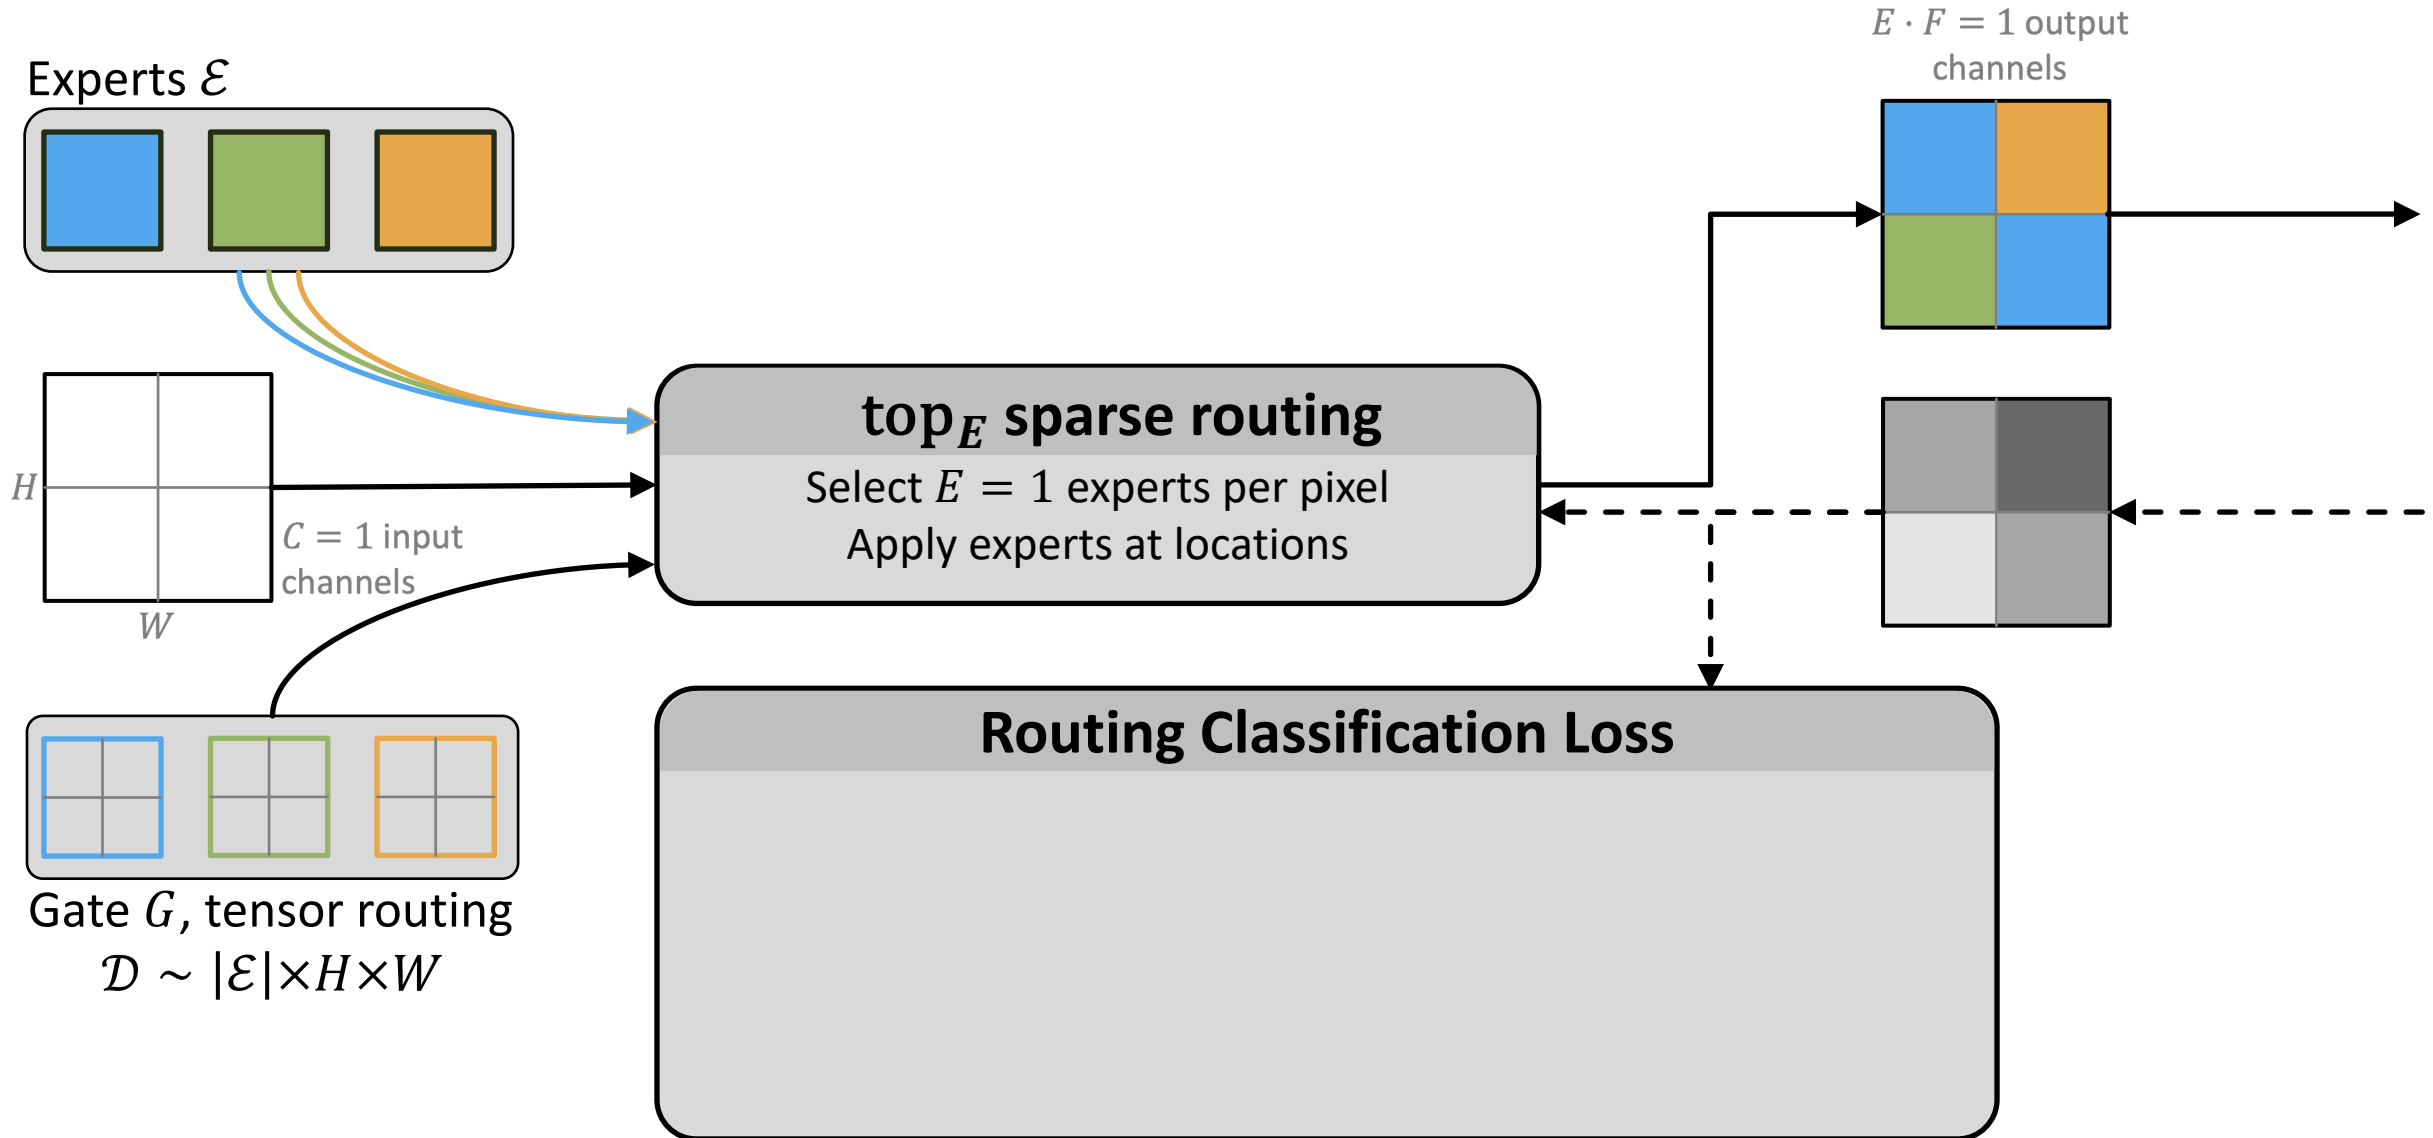 E · F = 1 output
channels
Experts ℰ
top_E sparse routing
Select E = 1 experts per pixel
Apply experts at locations
H
C = 1 input
channels
W
Routing Classification Loss
Gate G, tensor routing
𝒟 ~ |ℰ|×H×W